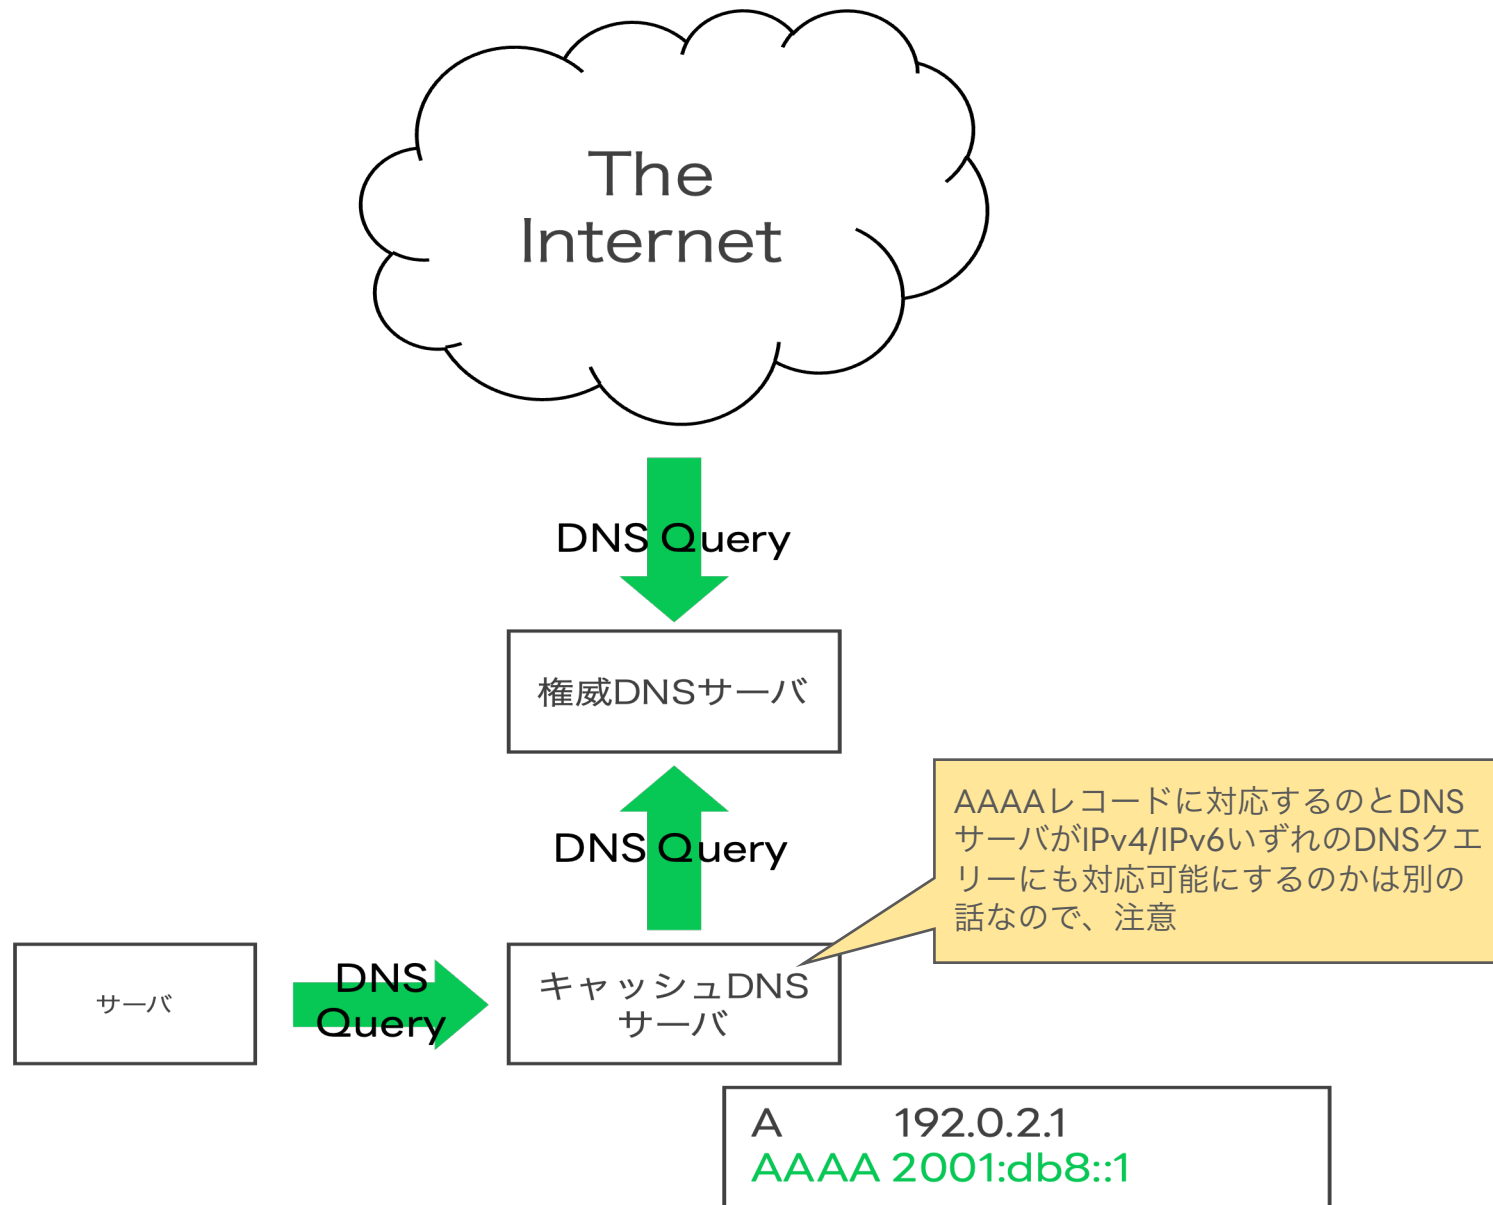 The
Internet
DNS Query
権威DNSサーバ
DNS Query
AAAAレコードに対応するのとDNS
サーバがIPv4/IPv6いずれのDNSクエ
リーにも対応可能にするのかは別の
話なので、注意
サーバ
DNS
Query
キャッシュDNS
サーバ
A 192.0.2.1
AAAA 2001:db8::1